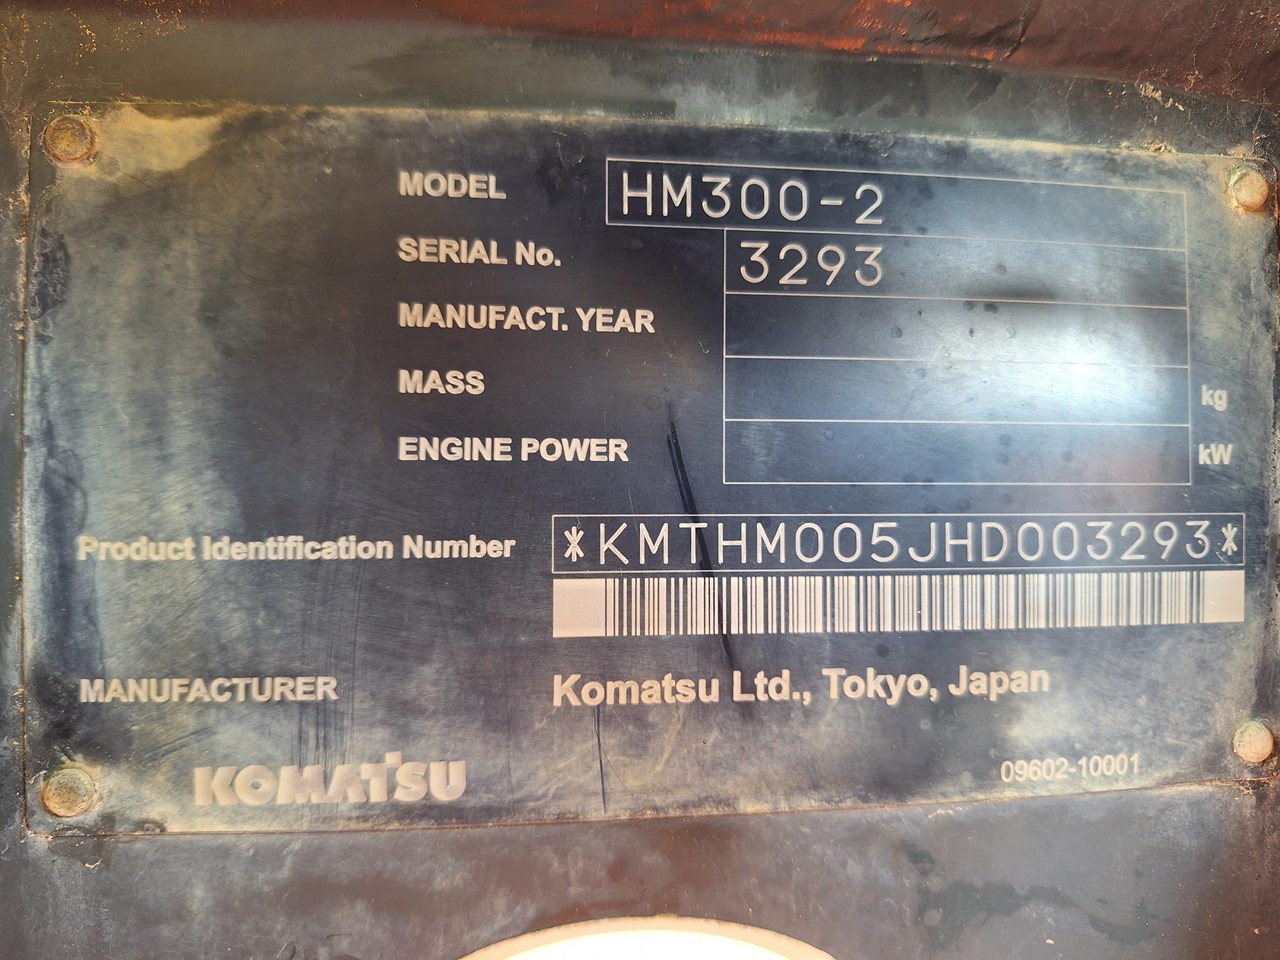 MODEL HM300-2
SERIAL No. 3293
MANUFACT. YEAR
MASS kg
ENGINE POWER kW
Product Identification Number *KMTHM005JHD003293*
MANUFACTURER Komatsu Ltd., Tokyo, Japan
KOMATSU
09602-10001